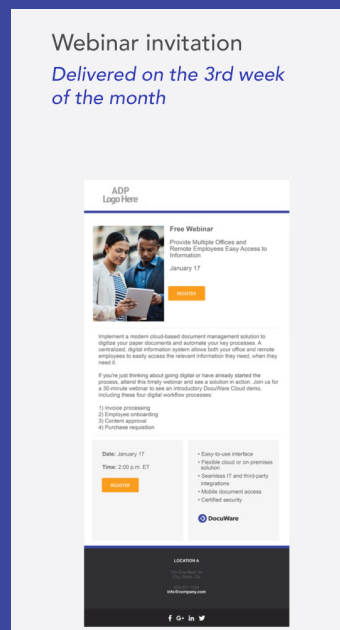 Webinar invitation
Delivered on the 3rd week
of the month
ADP
Logo Here
Free Webinar
Provide Multiple Offices and
Remote Employees Easy Access to
Information
January 17
REGISTER
Implement a modern cloud-based document management solution to
digitize your paper documents and automate your key processes. A
centralized, digital information system allows both your office and remote
employees to easily access the relevant information they need, when they
need it.
If you're just thinking about going digital or have already started the
process, attend this timely webinar and see a solution in action. Join us for
a 30-minute webinar to see an introductory DocuWare Cloud demo,
including these four digital workflow processes:
1) Invoice processing
2) Employee onboarding
3) Content approval
4) Purchase requisition
Date: January 17
Time: 2:00 p.m. ET
REGISTER
• Easy-to-use interface
• Flexible cloud or on-premises
solution
• Seamless IT and third-party
integrations
• Mobile document access
• Certified security
DocuWare
LOCATION A
info@company.com